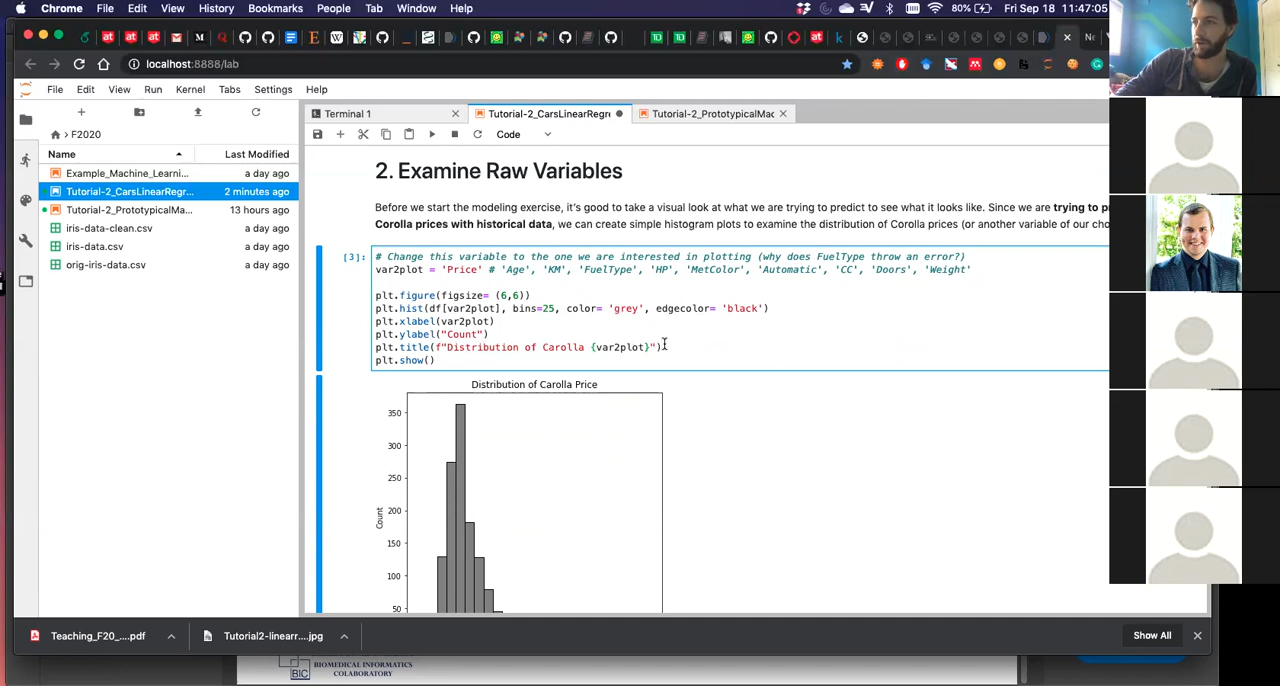 Chrome File Edit View History Bookmarks People Tab Window Help 80% Fri Sep 18 11:47:05
Ne
localhost:8888/lab
File Edit View Run Kernel Tabs Settings Help
Terminal 1 Tutorial-2_CarsLinearRegre Tutorial-2_PrototypicalMac
F2020
Code
Name Last Modified
Example_Machine_Learni... a day ago
Tutorial-2_CarsLinearRegr... 2 minutes ago
Tutorial-2_PrototypicalMa... 13 hours ago
iris-data-clean.csv a day ago
iris-data.csv a day ago
orig-iris-data.csv a day ago
2. Examine Raw Variables
Before we start the modeling exercise, it's good to take a visual look at what we are trying to predict to see what it looks like. Since we are trying to p
Corolla prices with historical data, we can create simple histogram plots to examine the distribution of Corolla prices (or another variable of our cho
[3]: # Change this variable to the one we are interested in plotting (why does FuelType throw an error?)
var2plot = 'Price' # 'Age', 'KM', 'FuelType', 'HP', 'MetColor', 'Automatic', 'CC', 'Doors', 'Weight'
plt.figure(figsize= (6,6))
plt.hist(df[var2plot], bins=25, color= 'grey', edgecolor= 'black')
plt.xlabel(var2plot)
plt.ylabel("Count")
plt.title(f"Distribution of Carolla {var2plot}")
plt.show()
Distribution of Carolla Price
350
300
250
200
150
50
Count
Teaching_F20_....pdf Tutorial2-linearr....jpg Show All
BIC
BIOMEDICAL INFORMATICS
COLABORATORY